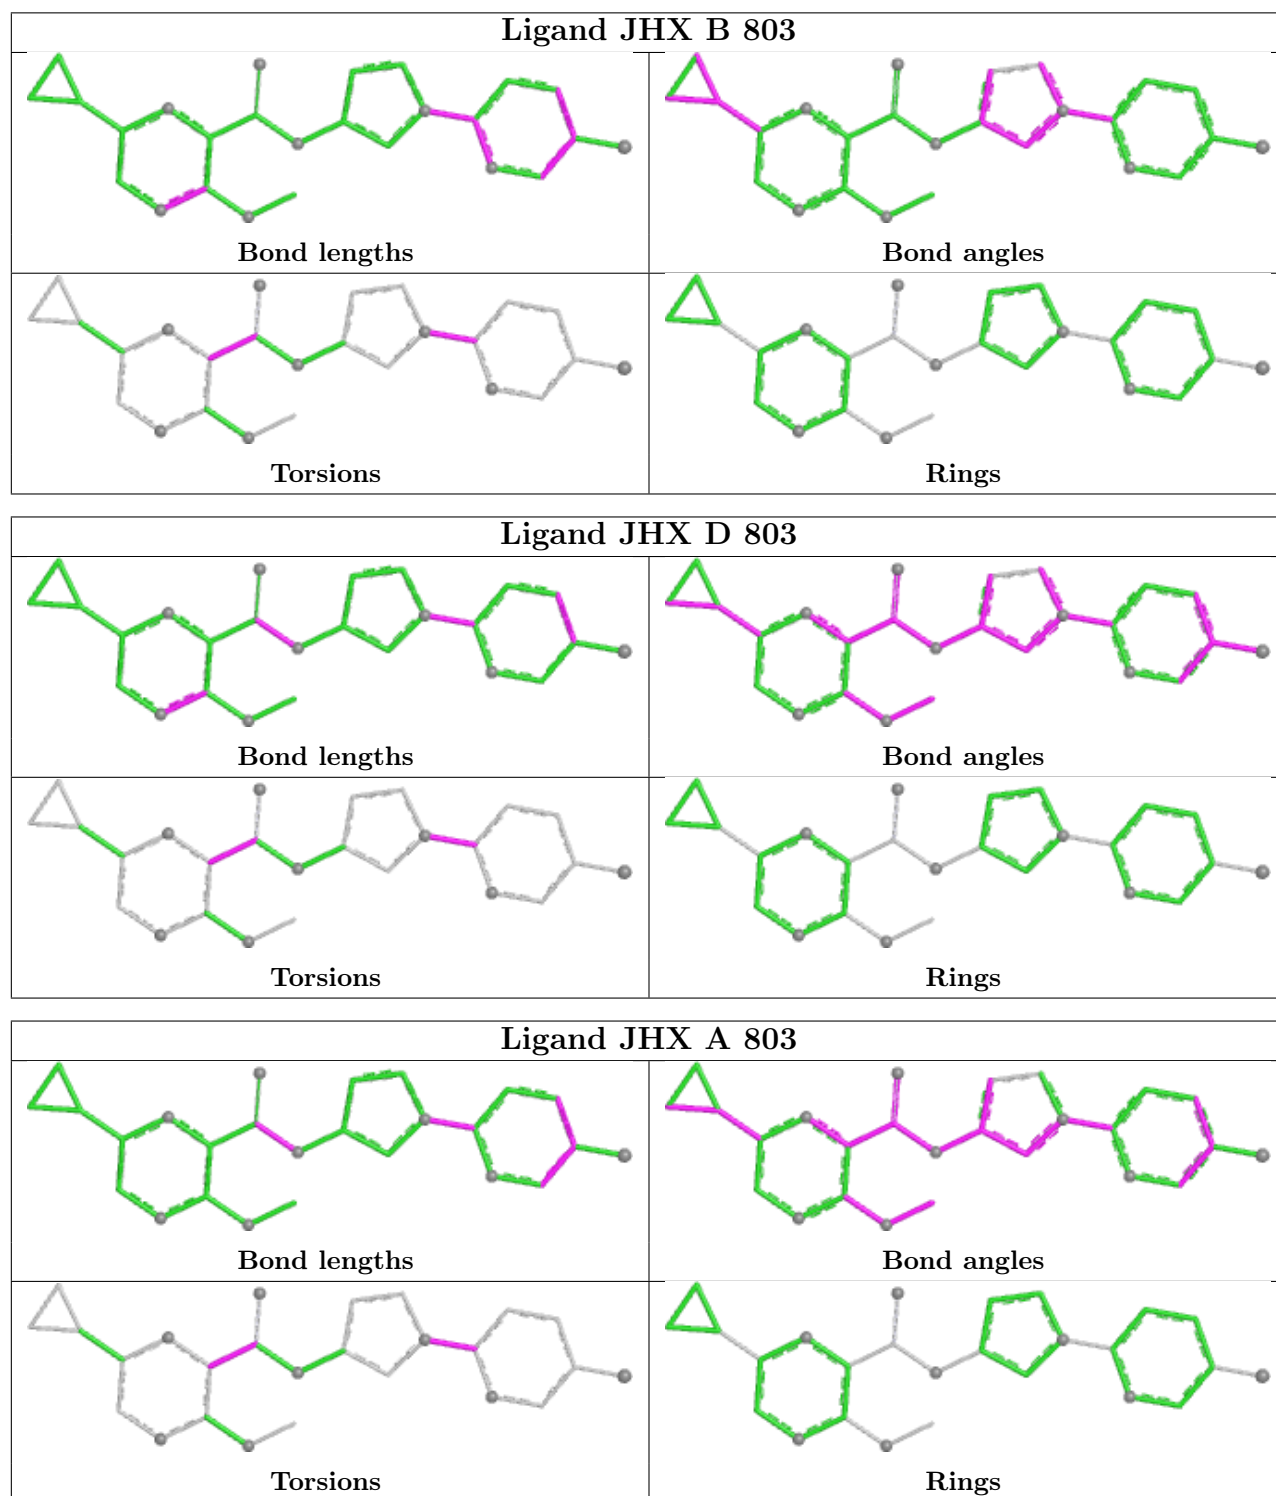 Ligand JHX B 803
Bond lengths
Bond angles
Torsions
Rings
Ligand JHX D 803
Bond lengths
Bond angles
Torsions
Rings
Ligand JHX A 803
Bond lengths
Bond angles
Torsions
Rings